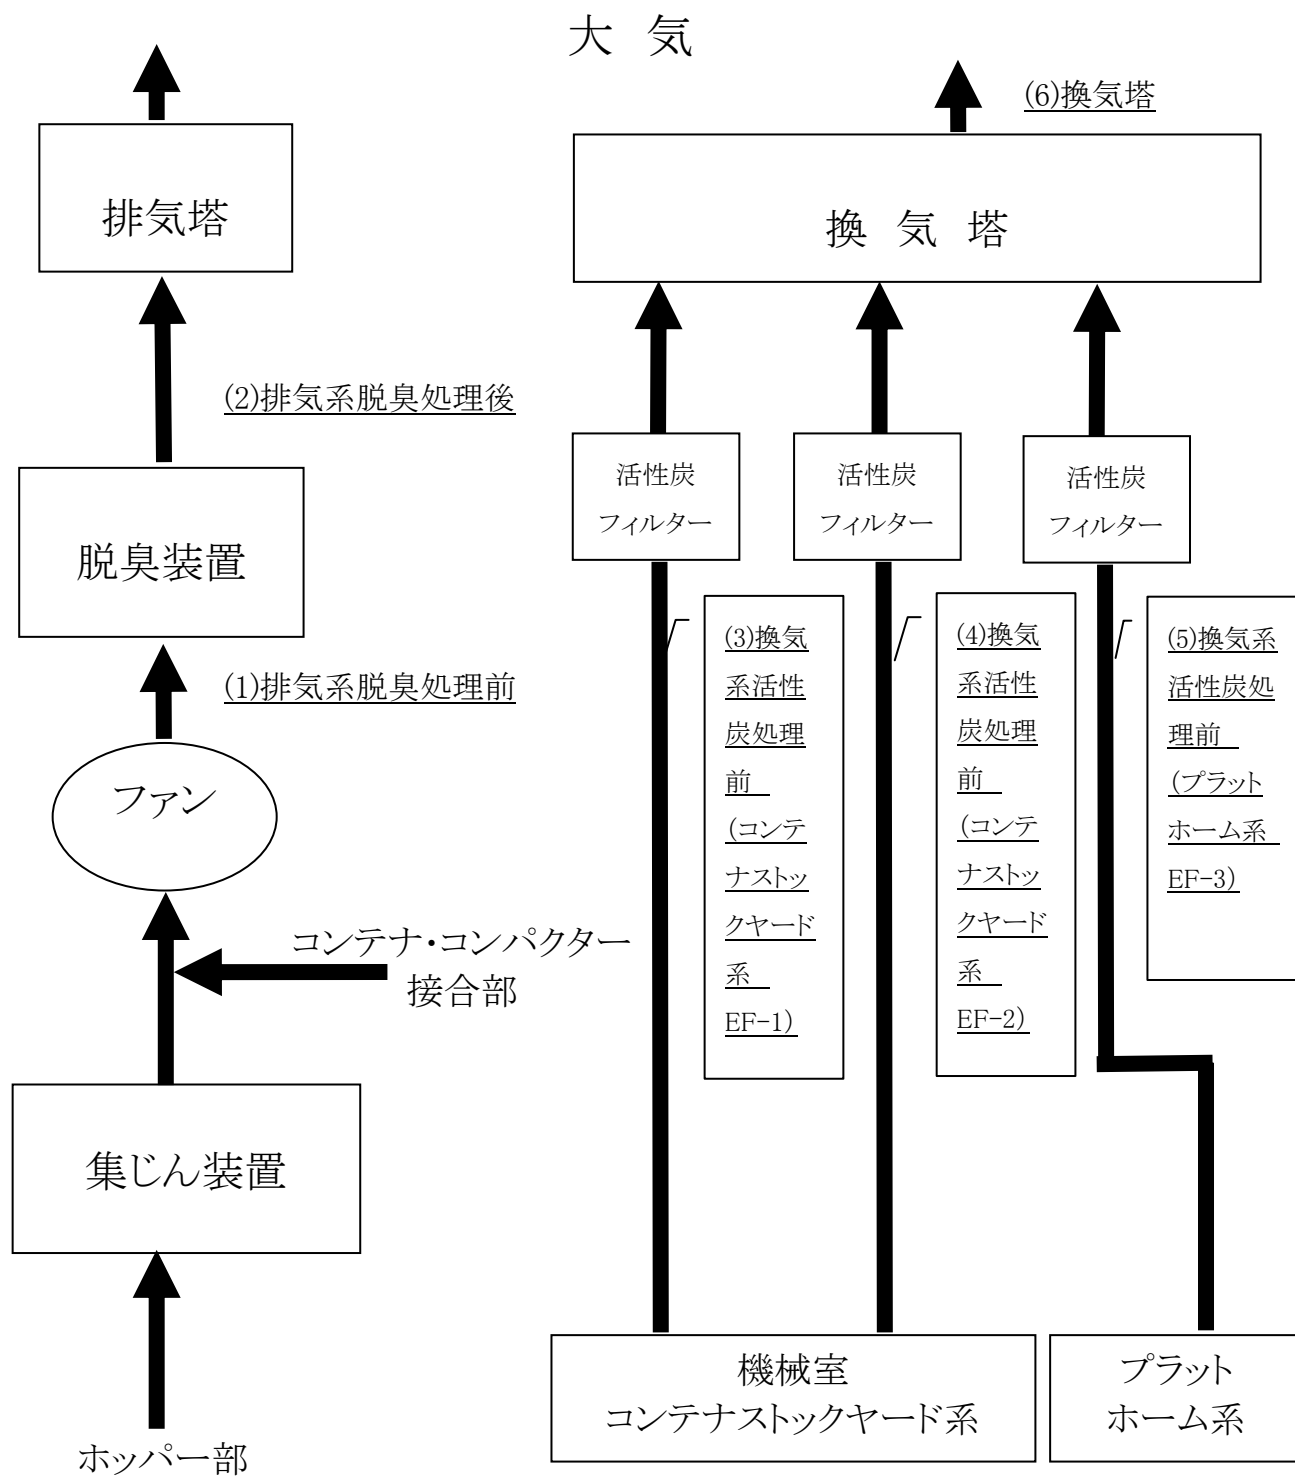 大 気
(6)換気塔
排気塔
換 気 塔
(2)排気系脱臭処理後
活性炭
フィルター
活性炭
フィルター
活性炭
フィルター
脱臭装置
(1)排気系脱臭処理前
(3)換気
系活性
炭処理
前
(コンテ
ナストッ
クヤード
系
EF-1)
(4)換気
系活性
炭処理
前
(コンテ
ナストッ
クヤード
系
EF-2)
(5)換気系
活性炭処
理前
(プラット
ホーム系
EF-3)
ファン
コンテナ・コンパクター
接合部
集じん装置
ホッパー部
機械室
コンテナストックヤード系
プラット
ホーム系